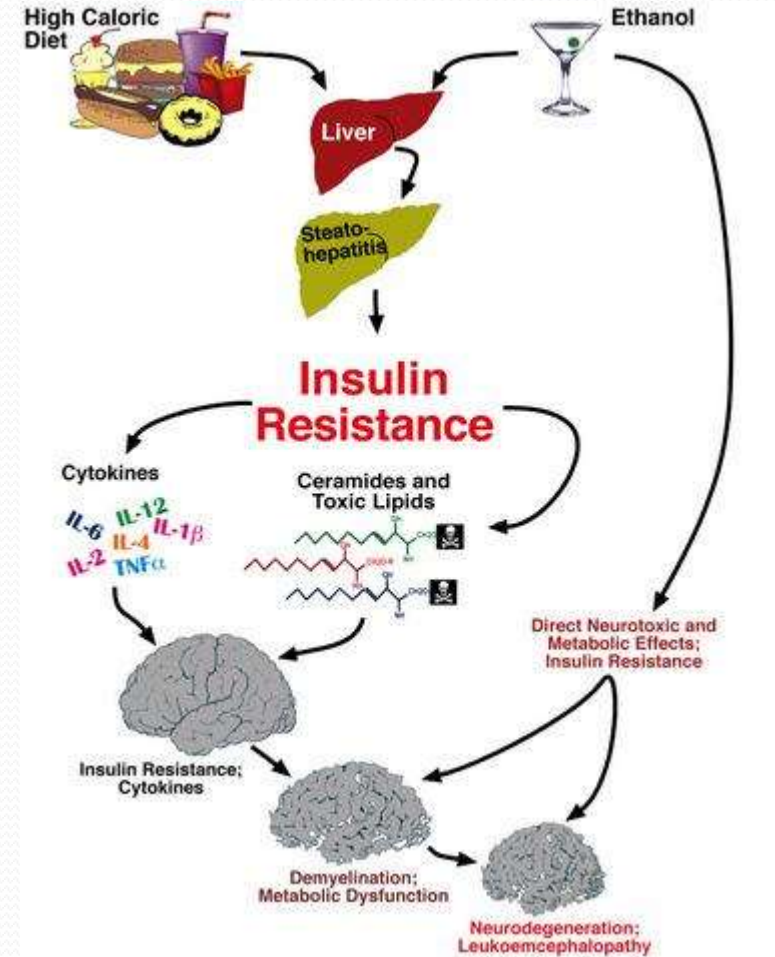 High Caloric
Diet
Ethanol
Liver
Steato-
hepatitis
Insulin
Resistance
Cytokines
IL-6
IL-12
IL-1β
IL-4
IL-2
TNFα
Ceramides and
Toxic Lipids
Direct Neurotoxic and
Metabolic Effects;
Insulin Resistance
Insulin Resistance;
Cytokines
Demyelination;
Metabolic Dysfunction
Neurodegeneration;
Leukoemcephalopathy